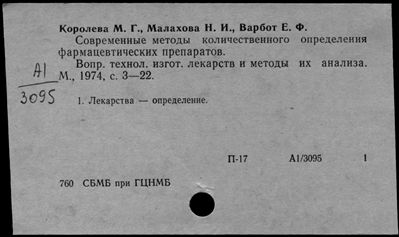 Королева М. Г., Малахова Н. И., Варбот Е. Ф.
Современные методы количественного определения
фармацевтических препаратов.
Вопр. технол. изгот. лекарств и методы их анализа.
М., 1974, с. 3—22.
А1
3095
1. Лекарства — определение.
П-17 А1/3095 1
760 СБМБ при ГЦНМБ